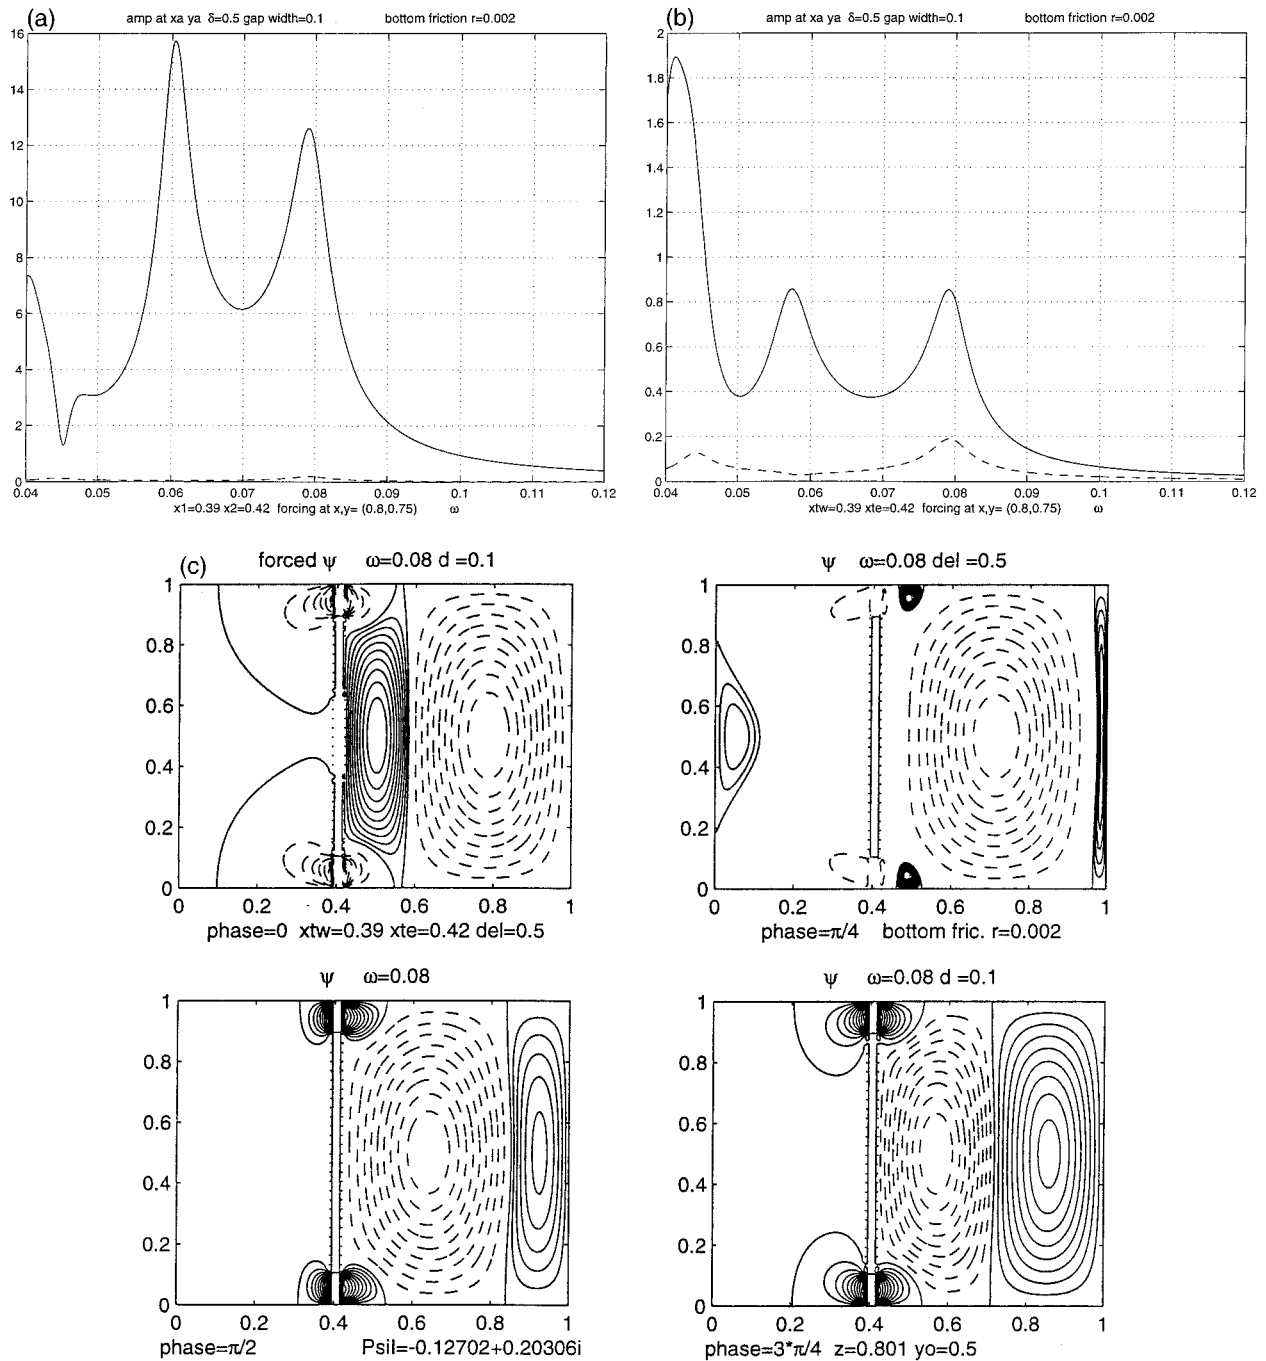 (a)
amp at xa ya δ=0.5 gap width=0.1 bottom friction r=0.002
16
14
12
10
8
6
4
2
0
0.04 0.05 0.06 0.07 0.08 0.09 0.1 0.11 0.12
x1=0.39 x2=0.42 forcing at x,y= (0.8,0.75) ω
(b)
amp at xa ya δ=0.5 gap width=0.1 bottom friction r=0.002
2
1.8
1.6
1.4
1.2
1
0.8
0.6
0.4
0.2
0
0.04 0.05 0.06 0.07 0.08 0.09 0.1 0.11 0.12
xtw=0.39 xte=0.42 forcing at x,y= (0.8,0.75) ω
(c)
forced ψ ω=0.08 d =0.1
1
0.8
0.6
0.4
0.2
0
0 0.2 0.4 0.6 0.8 1
phase=0 xtw=0.39 xte=0.42 del=0.5
ψ ω=0.08 del =0.5
1
0.8
0.6
0.4
0.2
0
0 0.2 0.4 0.6 0.8 1
phase=π/4 bottom fric. r=0.002
ψ ω=0.08
1
0.8
0.6
0.4
0.2
0
0 0.2 0.4 0.6 0.8 1
phase=π/2 PsiI=-0.12702+0.20306i
ψ ω=0.08 d =0.1
1
0.8
0.6
0.4
0.2
0
0 0.2 0.4 0.6 0.8 1
phase=3*π/4 z=0.801 yo=0.5